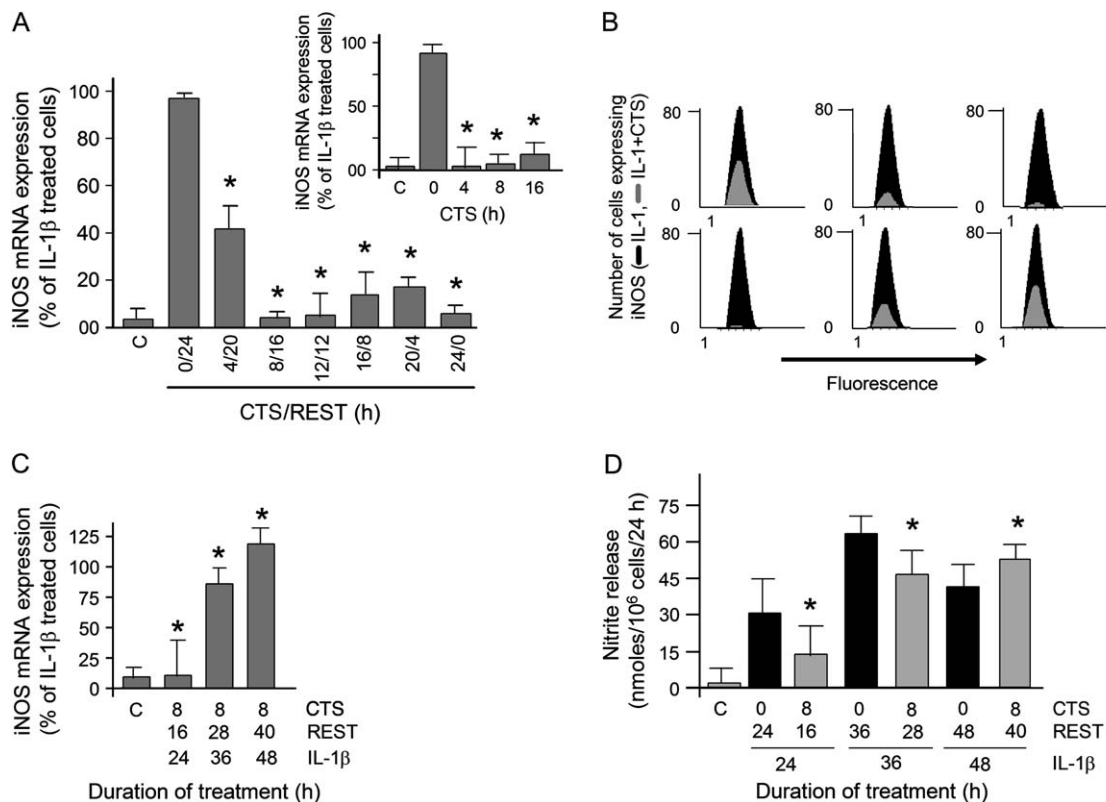 A
iNOS mRNA expression
(% of IL-1β treated cells)
100
80
60
40
20
00
C
0/24
4/20
8/16
12/12
16/8
20/4
24/0
* * * * * *
CTS/REST (h)
iNOS mRNA expression
(% of IL-1β treated cells)
100
50
00
* * *
C 0 4 8 16
CTS (h)
B
Number of cells expressing
iNOS (IL-1, IL-1+CTS)
80 80 80
0 0 0
1 1 1
80 80 80
0 0 0
1 1 1
Fluorescence
C
iNOS mRNA expression
(% of IL-1β treated cells)
125
100
75
50
25
0
* * *
C 8 8 8 CTS
16 28 40 REST
24 36 48 IL-1β
Duration of treatment (h)
D
Nitrite release
(nmoles/10⁶ cells/24 h)
75
60
45
30
15
0
* * *
C 0 8 0 8 0 8 CTS
24 16 36 28 48 40 REST
24 36 48 IL-1β
Duration of treatment (h)